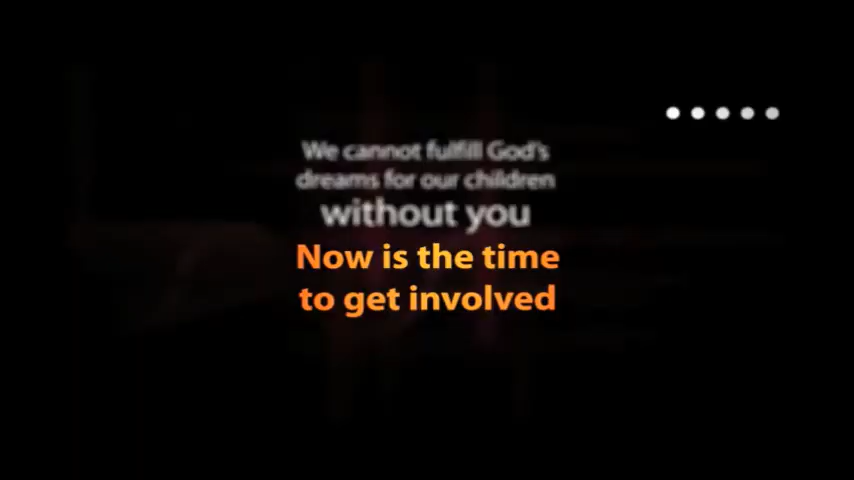 We cannot fulfill God's
dreams for our children
without you
Now is the time
to get involved